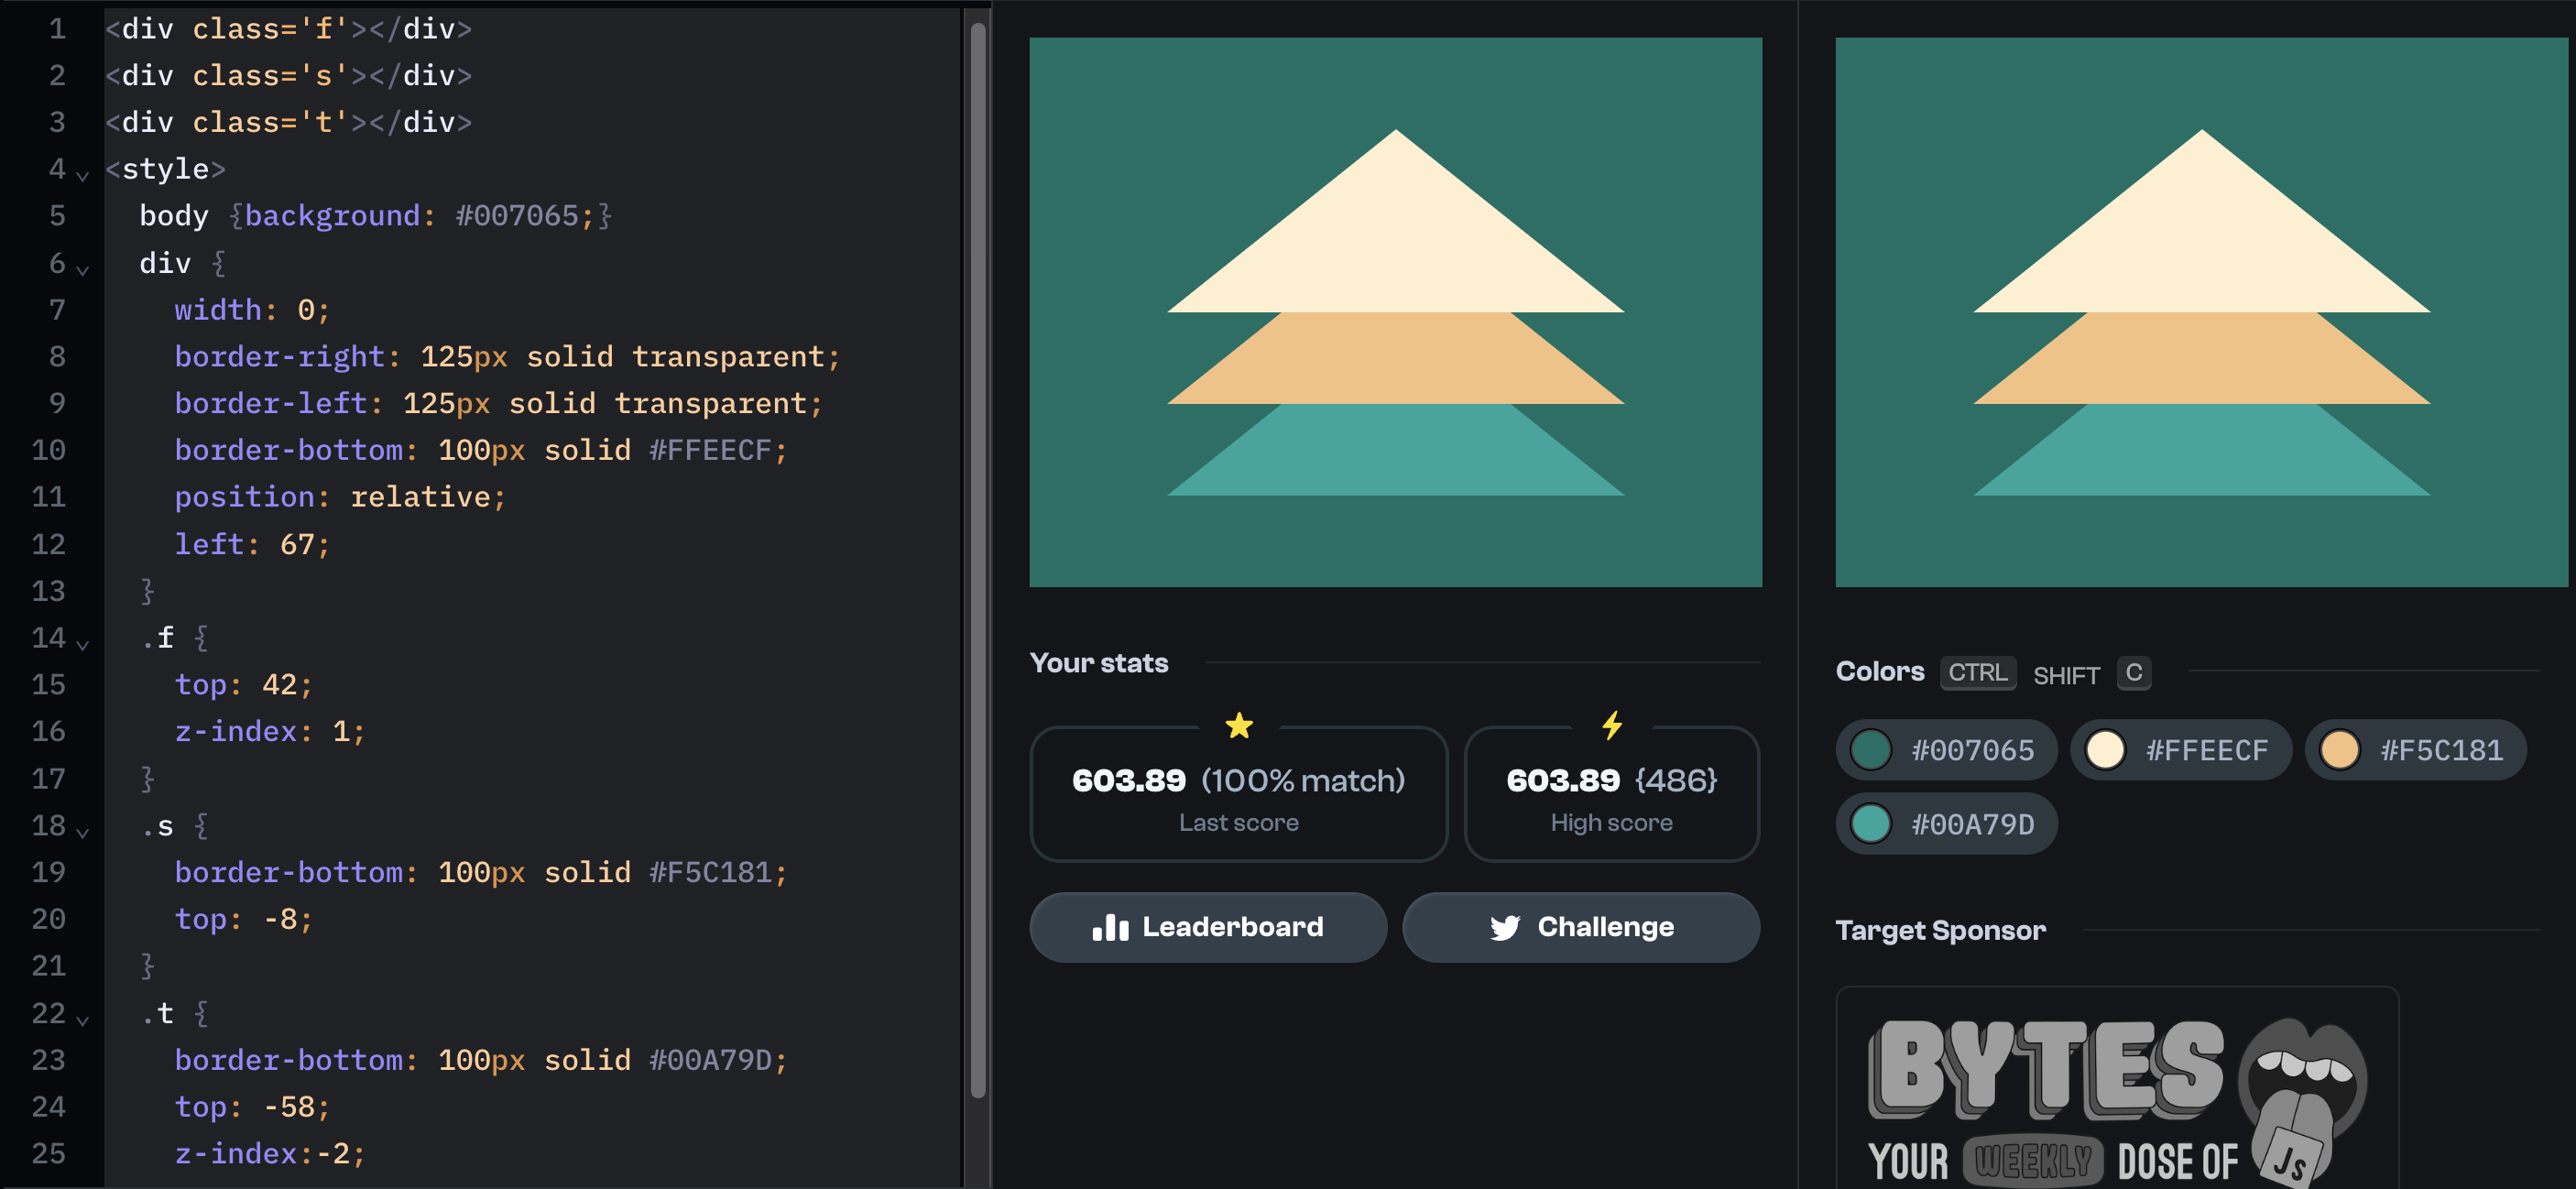 1 <div class='f'></div>
2 <div class='s'></div>
3 <div class='t'></div>
4 <style>
5 body {background: #007065;}
6 div {
7 width: 0;
8 border-right: 125px solid transparent;
9 border-left: 125px solid transparent;
10 border-bottom: 100px solid #FFEECF;
11 position: relative;
12 left: 67;
13 }
14 .f {
15 top: 42;
16 z-index: 1;
17 }
18 .s {
19 border-bottom: 100px solid #F5C181;
20 top: -8;
21 }
22 .t {
23 border-bottom: 100px solid #00A79D;
24 top: -58;
25 z-index:-2;
Your stats
603.89 (100% match)
Last score
603.89 {486}
High score
Leaderboard
Challenge
Colors CTRL SHIFT C
#007065 #FFEECF #F5C181
#00A79D
Target Sponsor
BYTES
YOUR WEEKLY DOSE OF JS